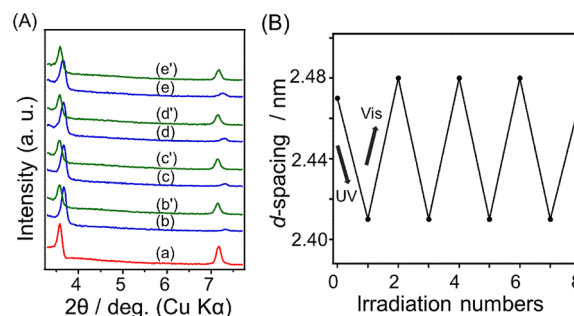 (A)
Intensity (a. u.)
(e')
(e)
(d')
(d)
(c')
(c)
(b')
(b)
(a)
4 5 6 7
2θ / deg. (Cu Kα)
(B)
d-spacing / nm
2.48
2.44
2.40
Vis
UV
0 2 4 6 8
Irradiation numbers